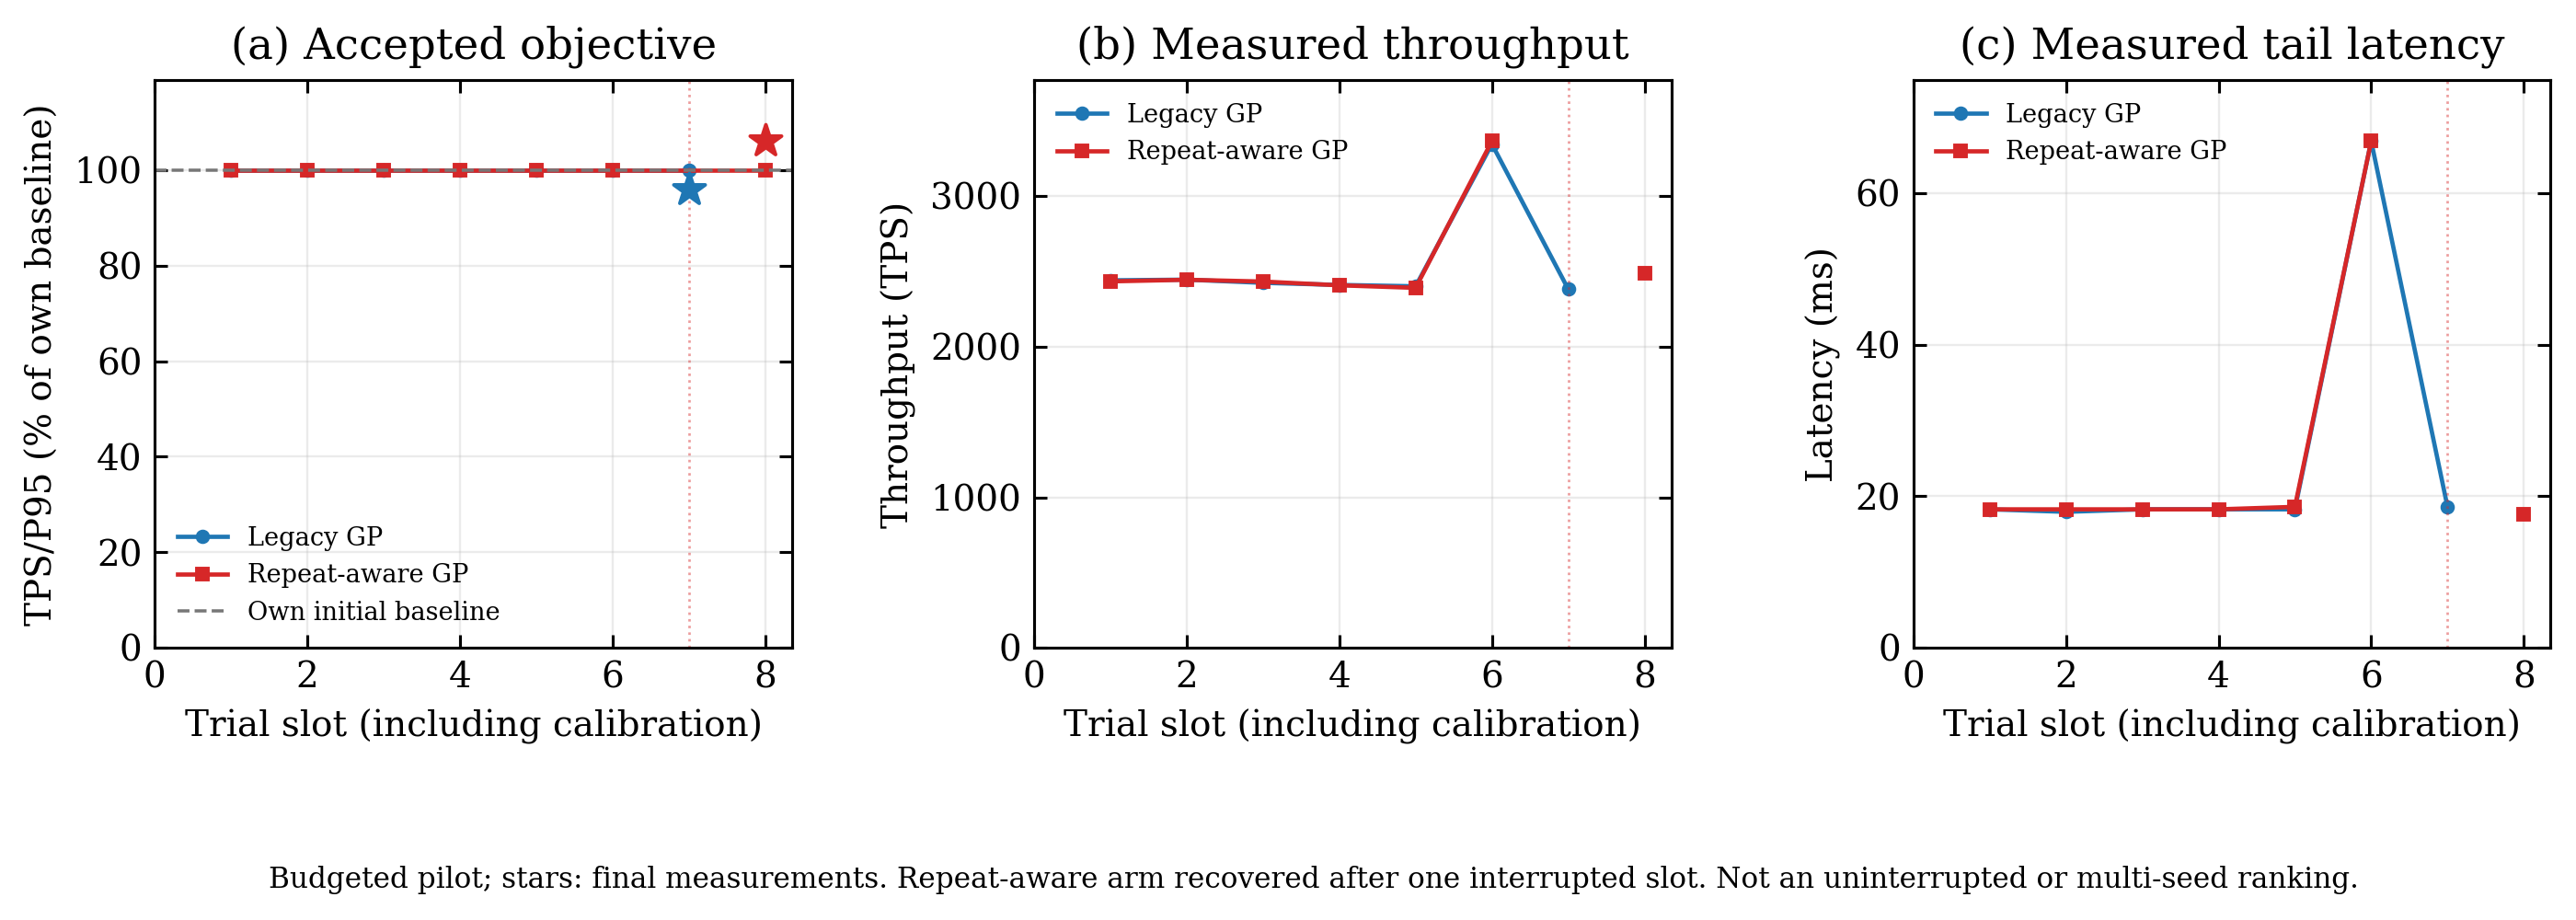 (a) Accepted objective
TPS/P95 (% of own baseline)
100
80
60
40
20
0
Legacy GP
Repeat-aware GP
Own initial baseline
0 2 4 6 8
Trial slot (including calibration)
(b) Measured throughput
Throughput (TPS)
3000
2000
1000
0
Legacy GP
Repeat-aware GP
0 2 4 6 8
Trial slot (including calibration)
(c) Measured tail latency
Latency (ms)
60
40
20
0
Legacy GP
Repeat-aware GP
0 2 4 6 8
Trial slot (including calibration)
Budgeted pilot; stars: final measurements. Repeat-aware arm recovered after one interrupted slot. Not an uninterrupted or multi-seed ranking.